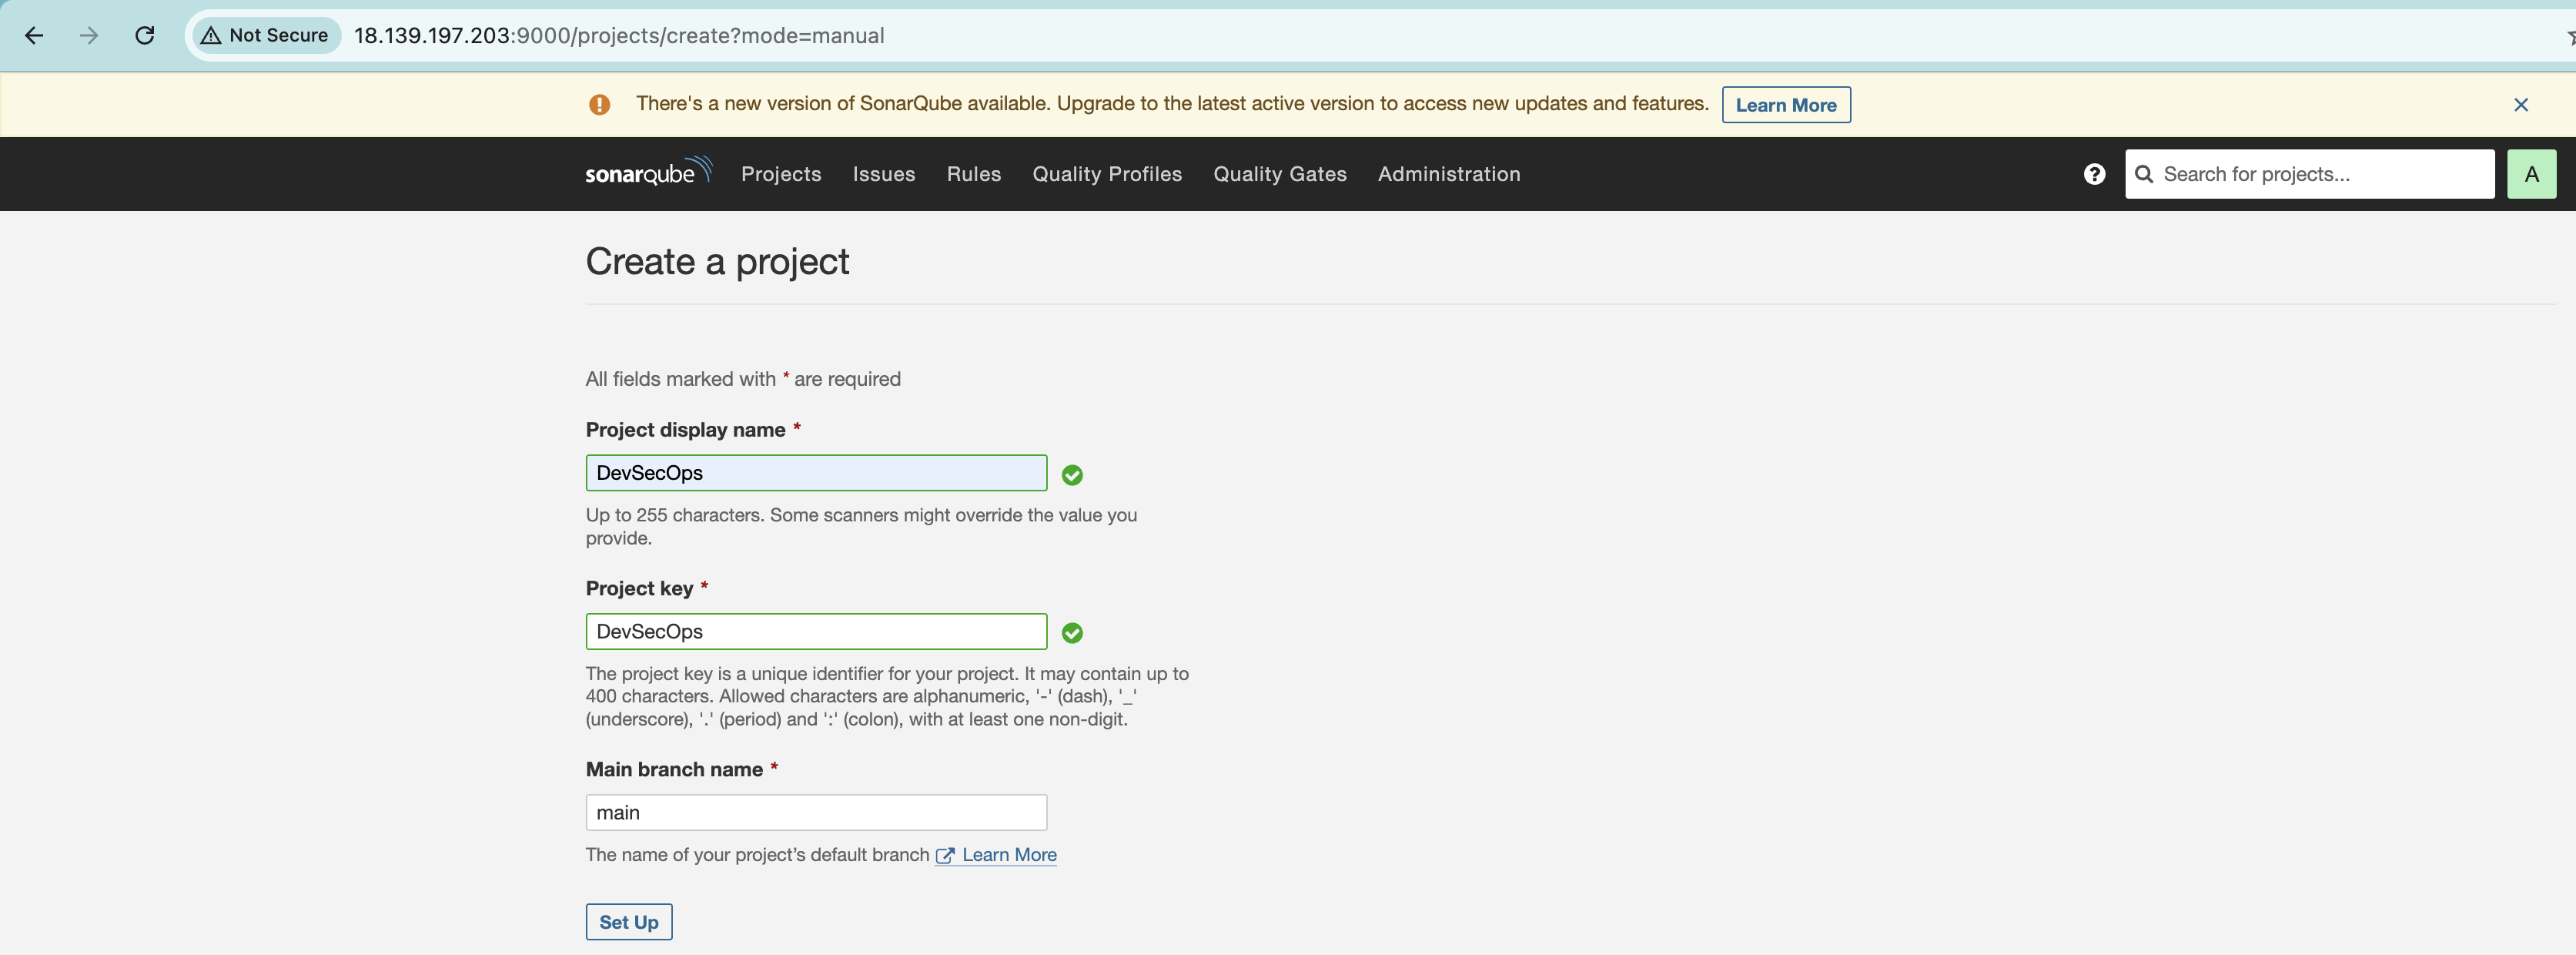 Not Secure 18.139.197.203:9000/projects/create?mode=manual
There's a new version of SonarQube available. Upgrade to the latest active version to access new updates and features. Learn More
sonarqube Projects Issues Rules Quality Profiles Quality Gates Administration Search for projects... A
Create a project
All fields marked with * are required
Project display name *
DevSecOps
Up to 255 characters. Some scanners might override the value you
provide.
Project key *
DevSecOps
The project key is a unique identifier for your project. It may contain up to
400 characters. Allowed characters are alphanumeric, '-' (dash), '_'
(underscore), '.' (period) and ':' (colon), with at least one non-digit.
Main branch name *
main
The name of your project’s default branch Learn More
Set Up